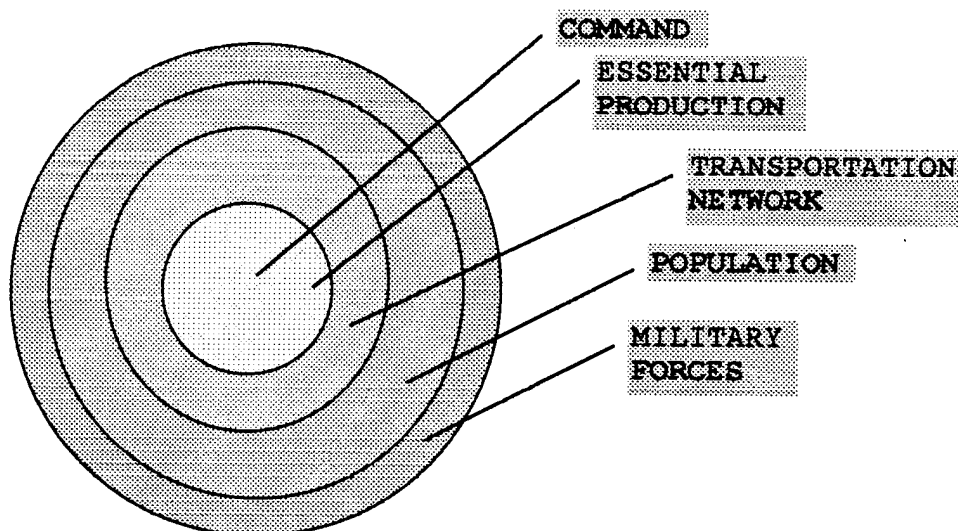 COMMAND
ESSENTIAL
PRODUCTION
TRANSPORTATION
NETWORK
POPULATION
MILITARY
FORCES